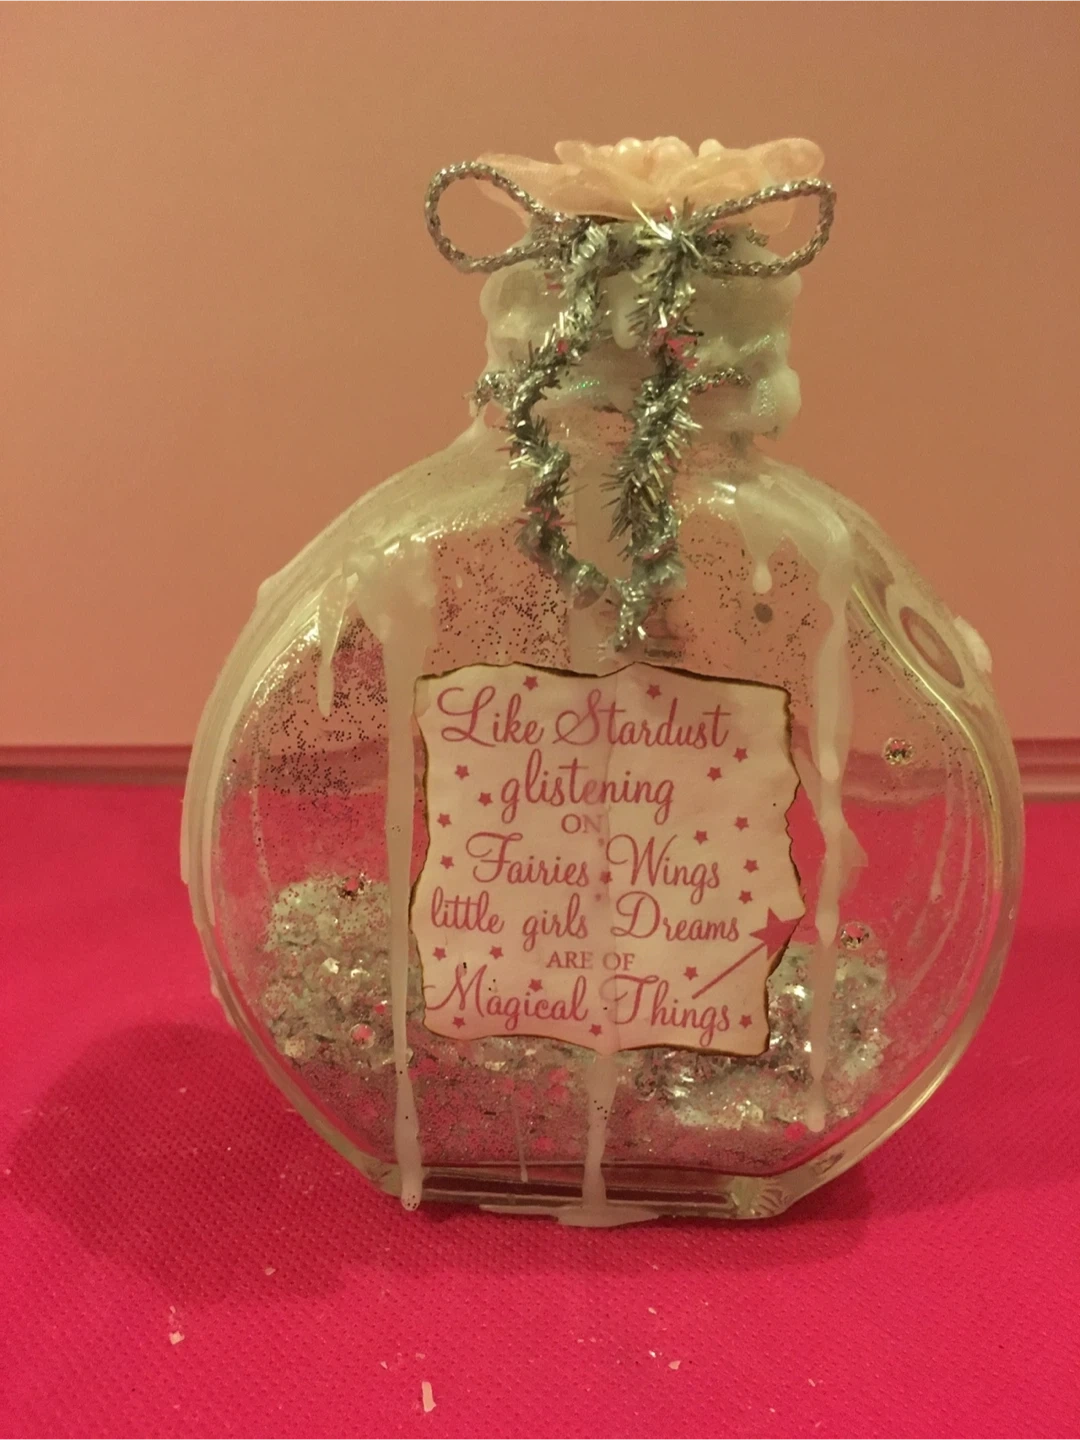 Like Stardust
glistening
ON
Fairies Wings
little girls Dreams
ARE OF
Magical Things